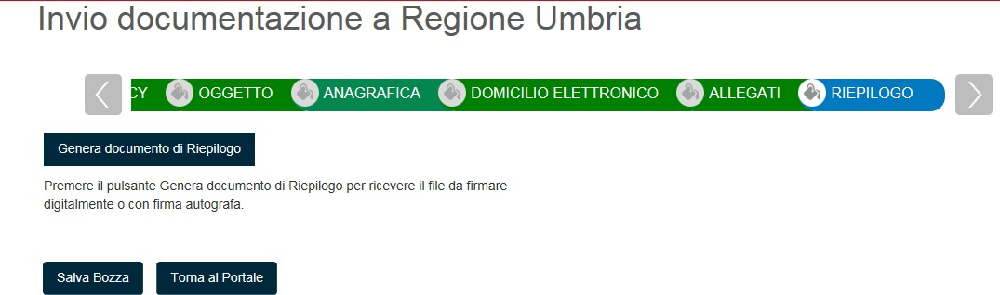 Invio documentazione a Regione Umbria
CY OGGETTO ANAGRAFICA DOMICILIO ELETTRONICO ALLEGATI RIEPILOGO
Genera documento di Riepilogo
Premere il pulsante Genera documento di Riepilogo per ricevere il file da firmare
digitalmente o con firma autografa.
Salva Bozza Torna al Portale